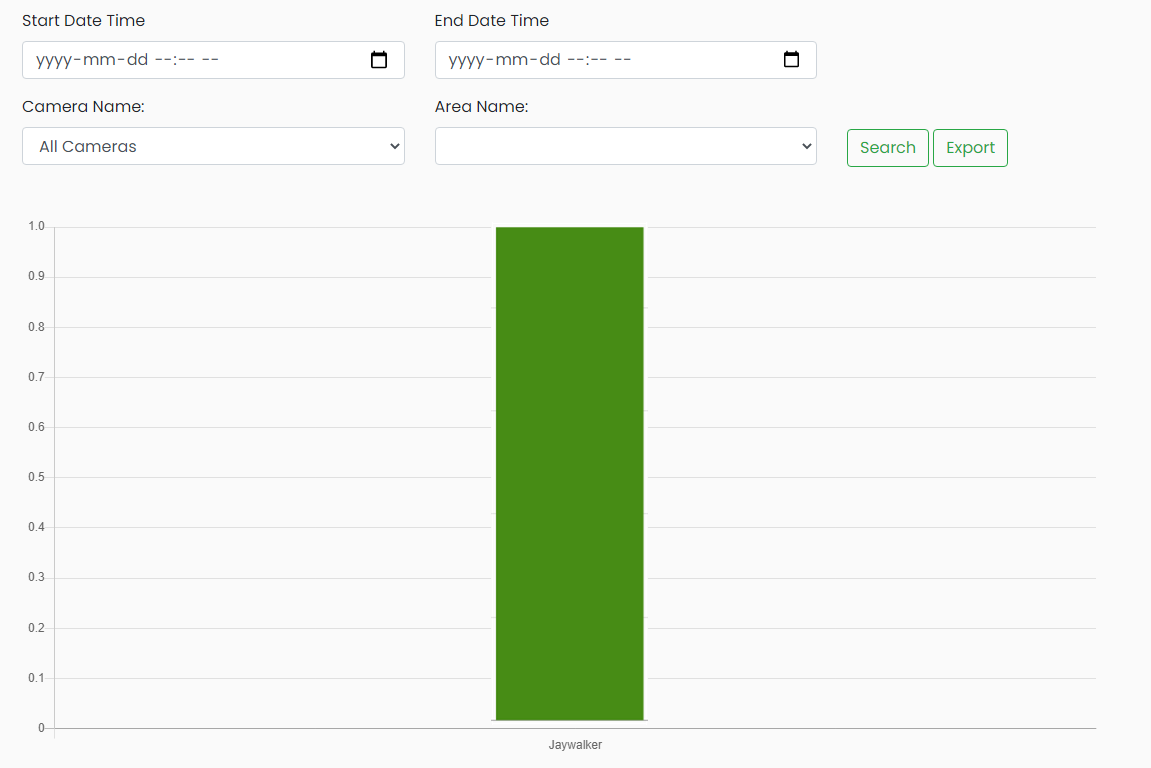 Start Date Time
End Date Time
yyyy-mm-dd --:-- --
yyyy-mm-dd --:-- --
Camera Name:
Area Name:
All Cameras
Search
Export
1.0
0.9
0.8
0.7
0.6
0.5
0.4
0.3
0.2
0.1
0
Jaywalker